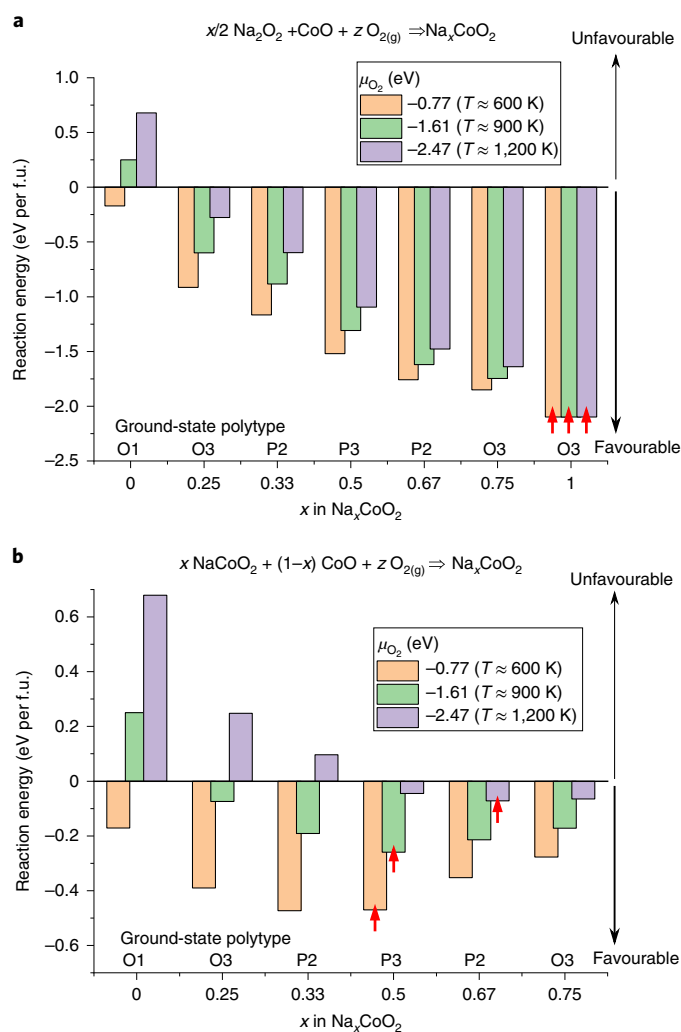 a
x/2 Na₂O₂ +CoO + z O₂₍g₎ ⇒NaₓCoO₂
Unfavourable
μO₂ (eV)
−0.77 (T ≈ 600 K)
−1.61 (T ≈ 900 K)
−2.47 (T ≈ 1,200 K)
1.0
0.5
0
−0.5
−1.0
−1.5
−2.0
−2.5
Reaction energy (eV per f.u.)
Ground-state polytype
O1 O3 P2 P3 P2 O3 O3
Favourable
0 0.25 0.33 0.5 0.67 0.75 1
x in NaₓCoO₂
b
x NaCoO₂ + (1−x) CoO + z O₂₍g₎ ⇒ NaₓCoO₂
Unfavourable
μO₂ (eV)
−0.77 (T ≈ 600 K)
−1.61 (T ≈ 900 K)
−2.47 (T ≈ 1,200 K)
0.6
0.4
0.2
0
−0.2
−0.4
−0.6
Reaction energy (eV per f.u.)
Ground-state polytype
O1 O3 P2 P3 P2 O3
Favourable
0 0.25 0.33 0.5 0.67 0.75
x in NaₓCoO₂